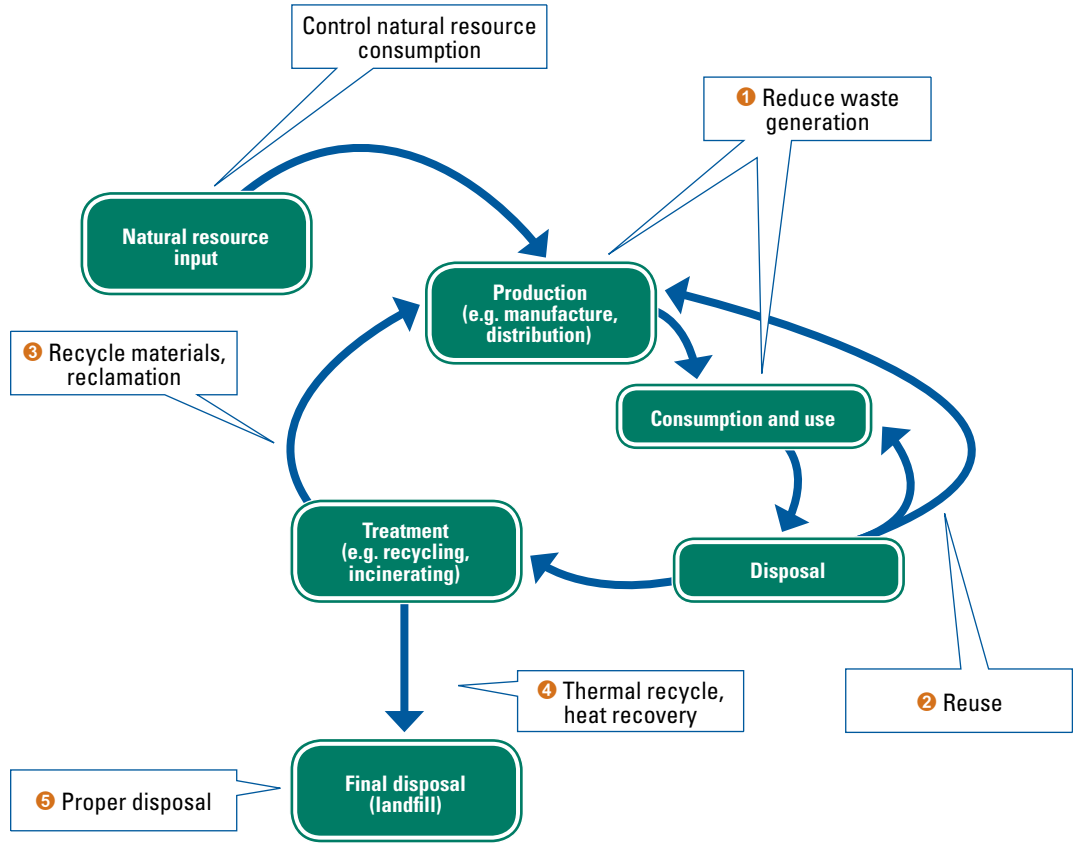 Control natural resource
consumption
❶ Reduce waste
generation
Natural resource
input
Production
(e.g. manufacture,
distribution)
❸ Recycle materials,
reclamation
Consumption and use
Treatment
(e.g. recycling,
incinerating)
Disposal
❹ Thermal recycle,
heat recovery
❷ Reuse
Final disposal
(landfill)
❺ Proper disposal